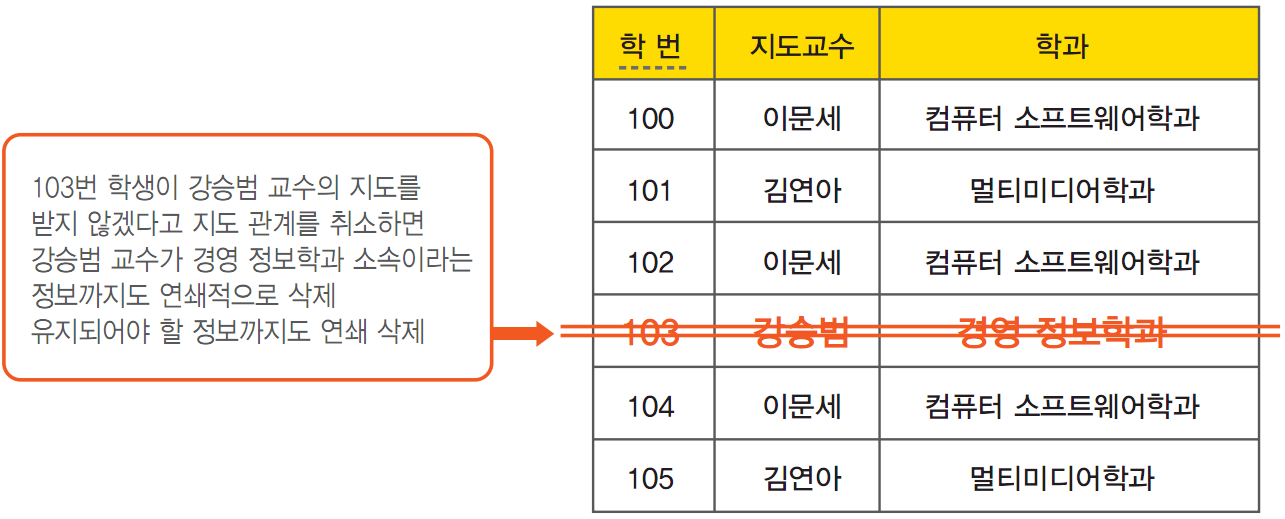 103번 학생이 강승범 교수의 지도를
받지 않겠다고 지도 관계를 취소하면
강승범 교수가 경영 정보학과 소속이라는
정보까지도 연쇄적으로 삭제
유지되어야 할 정보까지도 연쇄 삭제
학 번 지도교수 학과
100 이문세 컴퓨터 소프트웨어학과
101 김연아 멀티미디어학과
102 이문세 컴퓨터 소프트웨어학과
103 강승범 경영 정보학과
104 이문세 컴퓨터 소프트웨어학과
105 김연아 멀티미디어학과